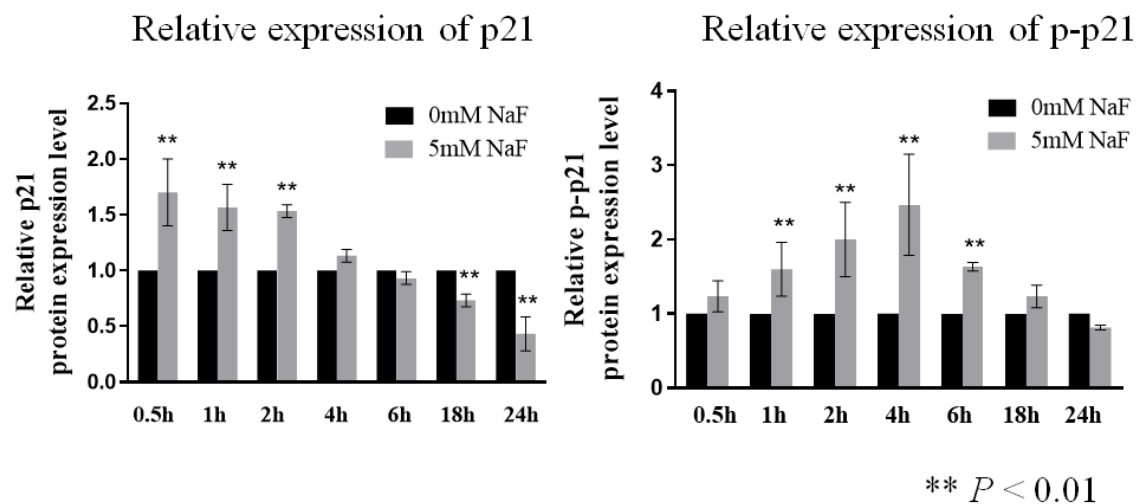 Relative expression of p21
Relative p21
protein expression level
2.5
2.0
1.5
1.0
0.5
0.0
0mM NaF
5mM NaF
**
**
**
**
**
0.5h 1h 2h 4h 6h 18h 24h
Relative expression of p-p21
Relative p-p21
protein expression level
4
3
2
1
0
0mM NaF
5mM NaF
**
**
**
**
0.5h 1h 2h 4h 6h 18h 24h
** P < 0.01